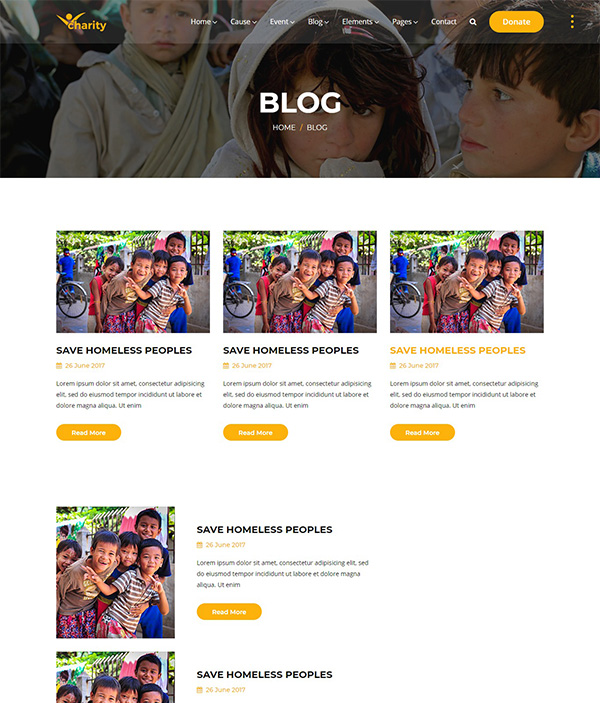 charity
Home Cause Event Blog Elements Pages Contact Donate
BLOG
HOME / BLOG
SAVE HOMELESS PEOPLES
26 June 2017
Lorem ipsum dolor sit amet, consectetur adipisicing
elit, sed do eiusmod tempor incididunt ut labore et
dolore magna aliqua. Ut enim
Read More
SAVE HOMELESS PEOPLES
26 June 2017
Lorem ipsum dolor sit amet, consectetur adipisicing
elit, sed do eiusmod tempor incididunt ut labore et
dolore magna aliqua. Ut enim
Read More
SAVE HOMELESS PEOPLES
26 June 2017
Lorem ipsum dolor sit amet, consectetur adipisicing
elit, sed do eiusmod tempor incididunt ut labore et
dolore magna aliqua. Ut enim
Read More
SAVE HOMELESS PEOPLES
26 June 2017
Lorem ipsum dolor sit amet, consectetur adipisicing elit, sed
do eiusmod tempor incididunt ut labore et dolore magna
aliqua. Ut enim
Read More
SAVE HOMELESS PEOPLES
26 June 2017